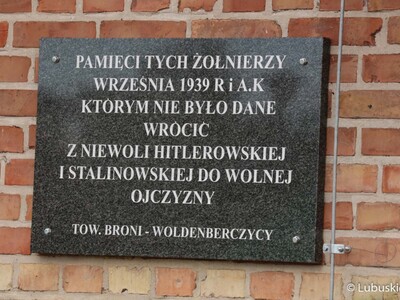 PAMIĘCI TYCH ŻOŁNIERZY
WRZEŚNIA 1939 R i A.K
KTÓRYM NIE BYŁO DANE
WRÓCIĆ
Z NIEWOLI HITLEROWSKIEJ
I STALINOWSKIEJ DO WOLNEJ
OJCZYZNY
TOW. BRONI - WOLDENBERCZYCY